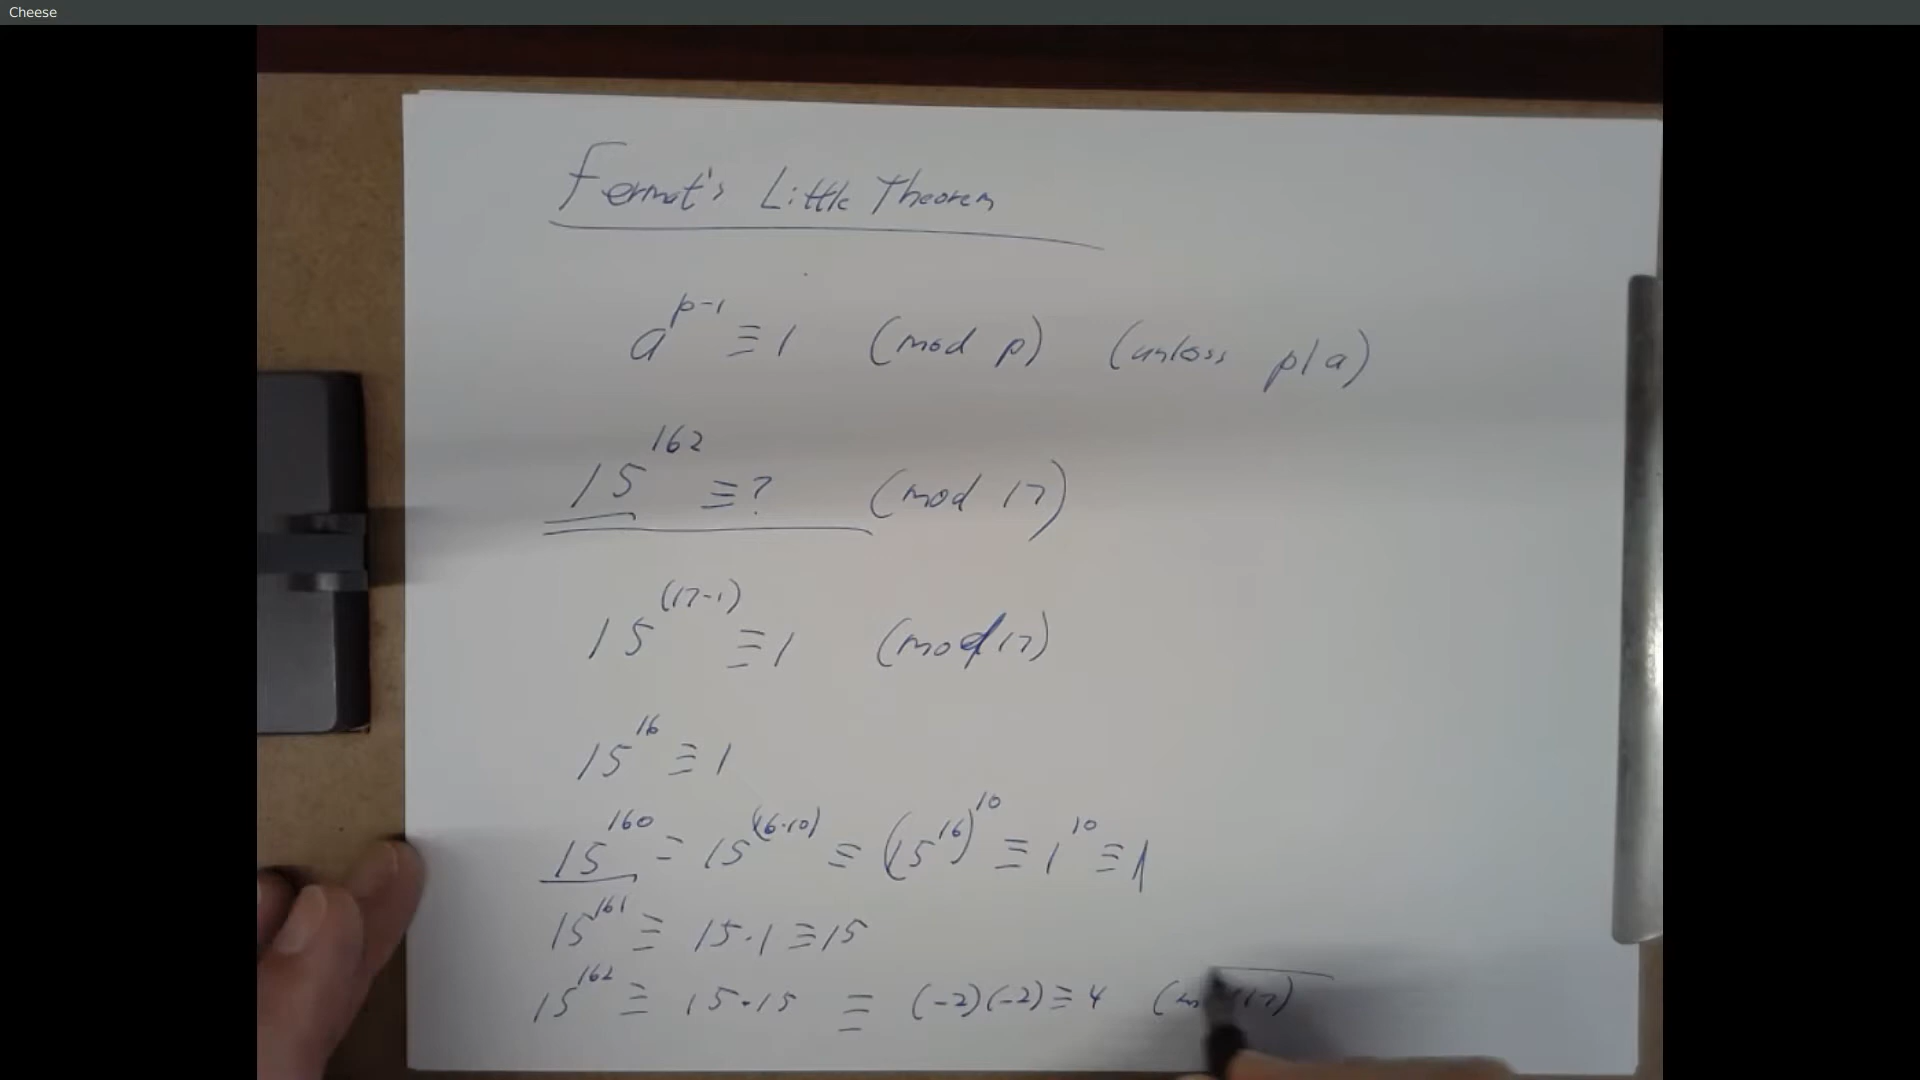 Cheese
Fermat's Little Theorem
a^(p-1) ≡ 1 (mod p) (unless p|a)
15^162 ≡ ? (mod 17)
15^(17-1) ≡ 1 (mod 17)
15^16 ≡ 1
15^160 ≡ 15^(16·10) ≡ (15^16)^10 ≡ 1^10 ≡ 1
15^161 ≡ 15·1 ≡ 15
15^162 ≡ 15·15 ≡ (-2)(-2) ≡ 4 (17)